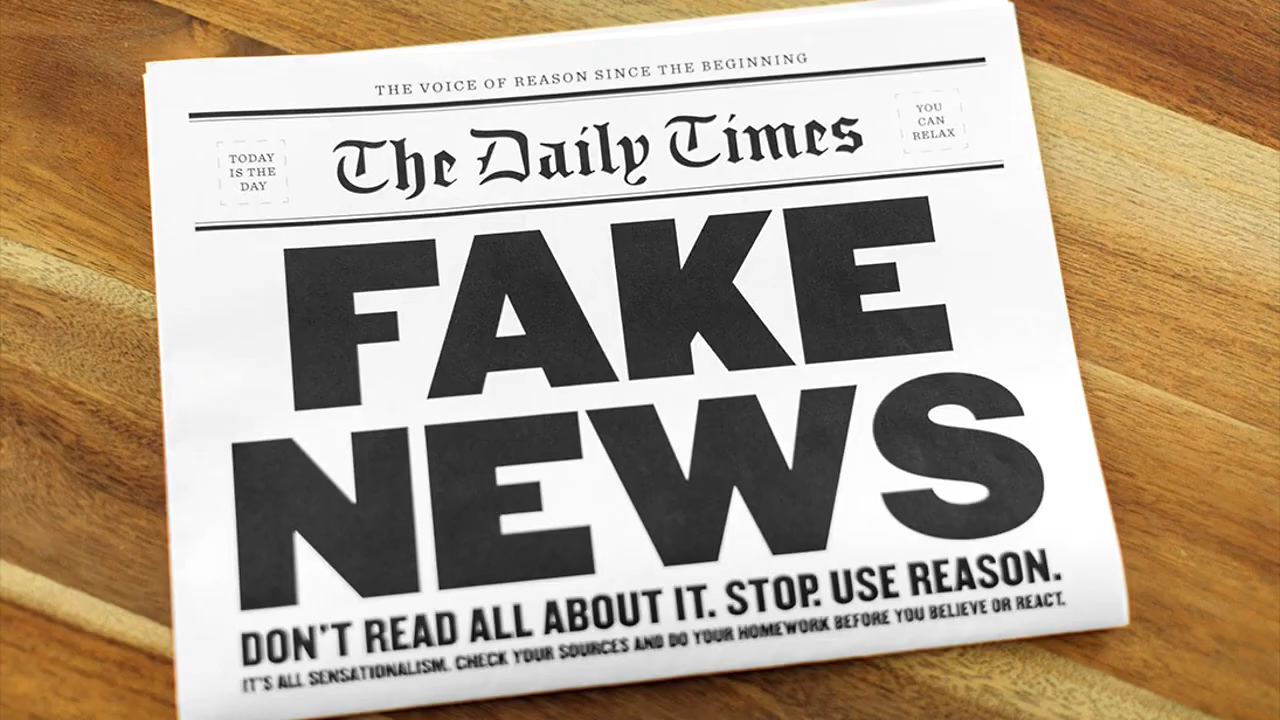 THE VOICE OF REASON SINCE THE BEGINNING
TODAY
IS THE
DAY
The Daily Times
YOU
CAN
RELAX
FAKE
NEWS
DON'T READ ALL ABOUT IT. STOP. USE REASON.
IT'S ALL SENSATIONALISM. CHECK YOUR SOURCES AND DO YOUR HOMEWORK BEFORE YOU BELIEVE OR REACT.